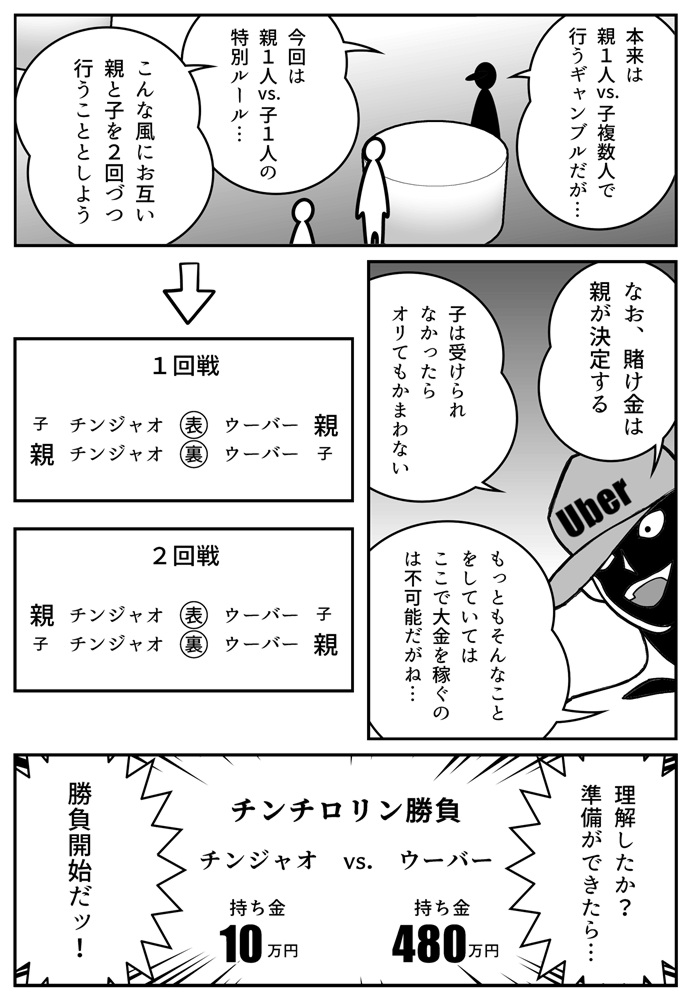 本来は
親１人vs.子複数人で
行うギャンブルだが…
今回は
親１人vs.子１人の
特別ルール…
こんな風にお互い
親と子を２回づつ
行うこととしよう
なお、賭け金は
親が決定する
子は受けられ
なかったら
オリてもかまわない
Uber
もっともそんなこと
をしていては
ここで大金を稼ぐの
は不可能だがね…
１回戦
子 チンジャオ 表 ウーバー 親
親 チンジャオ 裏 ウーバー 子
２回戦
親 チンジャオ 表 ウーバー 子
子 チンジャオ 裏 ウーバー 親
理解したか？
準備ができたら…
チンチロリン勝負
チンジャオ vs. ウーバー
持ち金 持ち金
10万円 480万円
勝負開始だッ！